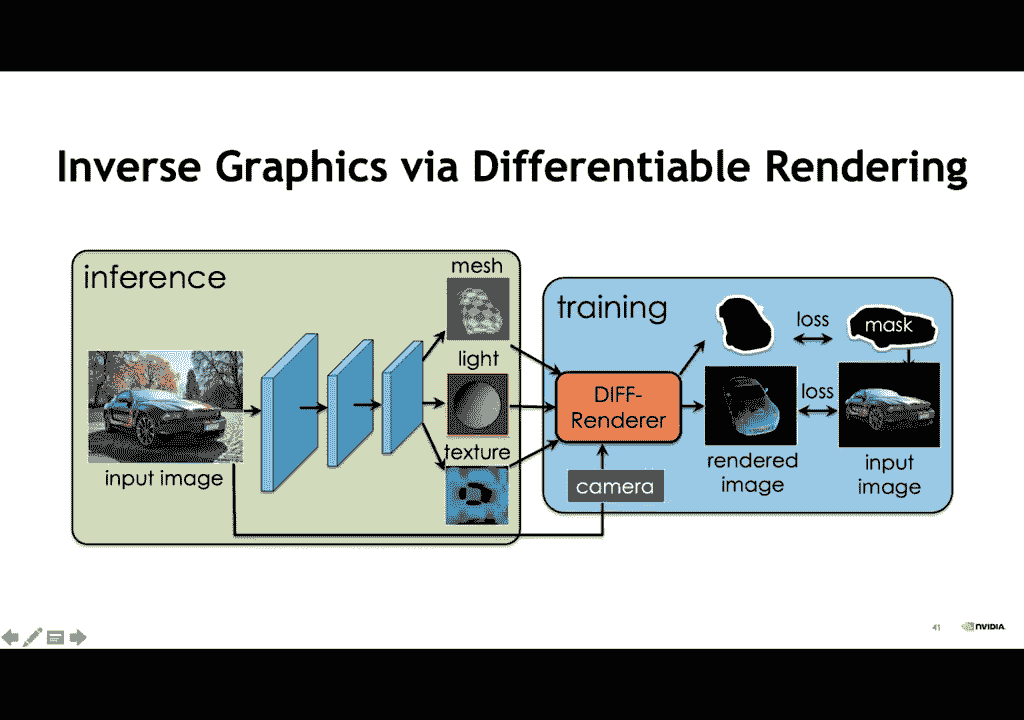 Inverse Graphics via Differentiable Rendering
inference
mesh
light
texture
input image
training
DIFF-
Renderer
camera
loss
mask
loss
rendered
image
input
image
41
NVIDIA